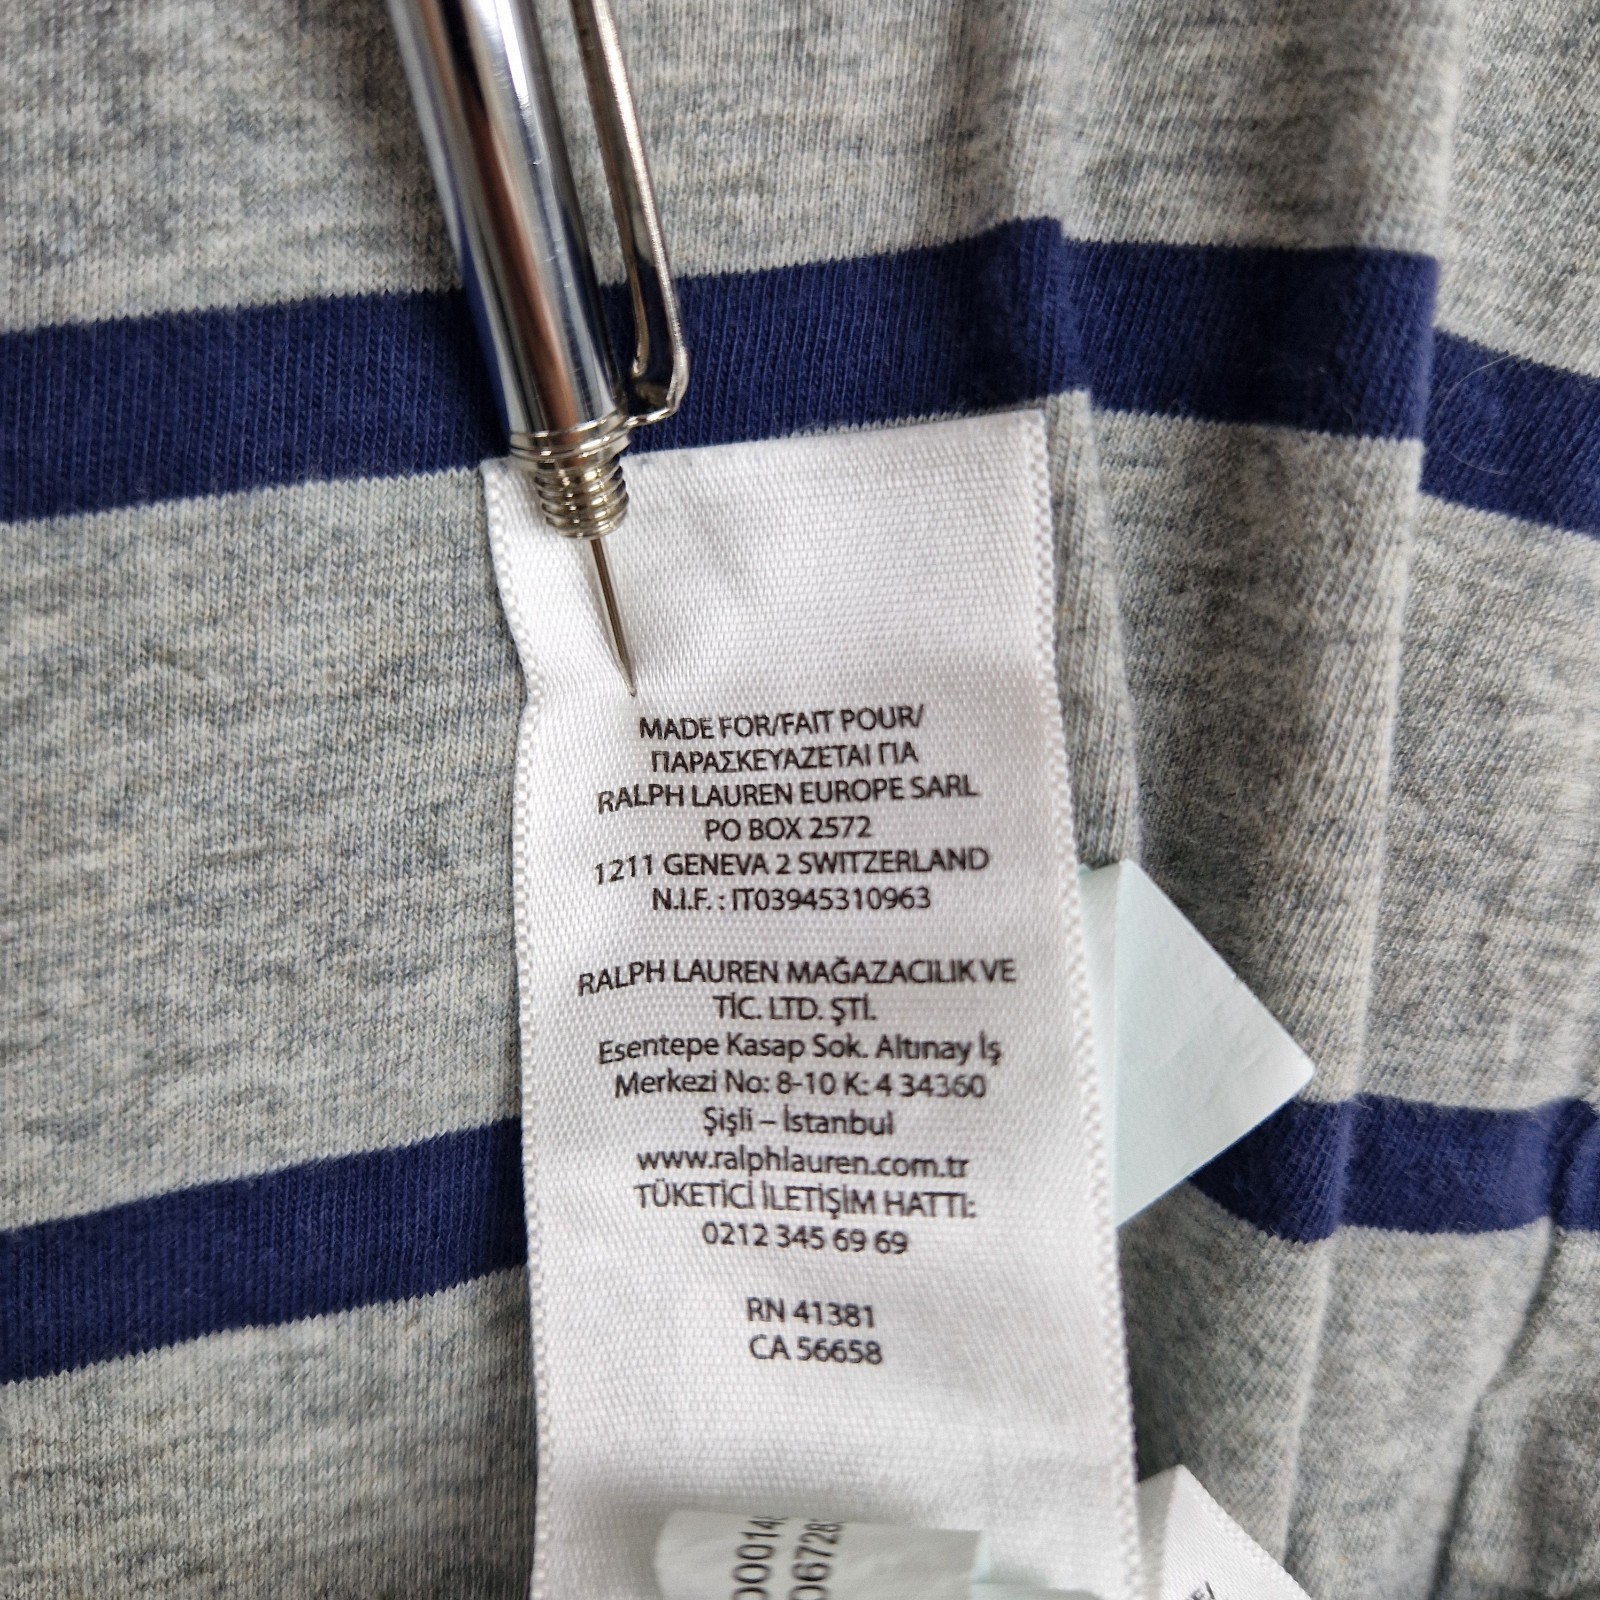 MADE FOR/FAIT POUR/
ΠΑΡΑΣΚΕΥΑΖΕΤΑΙ ΓΙΑ
RALPH LAUREN EUROPE SARL
PO BOX 2572
1211 GENEVA 2 SWITZERLAND
N.I.F. : IT03945310963
RALPH LAUREN MAĞAZACILIK VE
TİC. LTD. ŞTİ.
Esentepe Kasap Sok. Altınay İş
Merkezi No: 8-10 K: 4 34360
Şişli – İstanbul
www.ralphlauren.com.tr
TÜKETİCİ İLETİŞİM HATTI:
0212 345 69 69
RN 41381
CA 56658